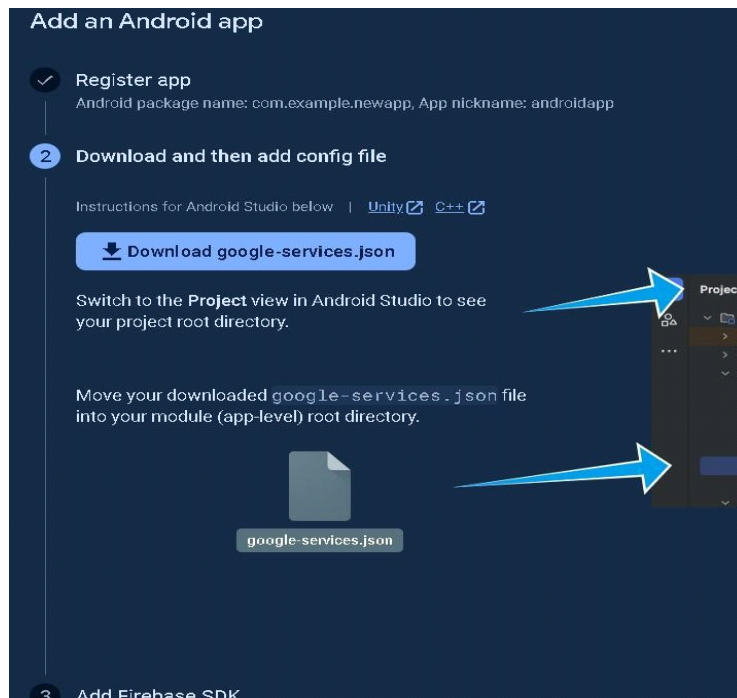 Add an Android app
Register app
Android package name: com.example.newapp, App nickname: androidapp
2 Download and then add config file
Instructions for Android Studio below | Unity C++
Download google-services.json
Switch to the Project view in Android Studio to see
your project root directory.
Projec
Move your downloaded google-services.json file
into your module (app-level) root directory.
google-services.json
3 Add Firebase SDK